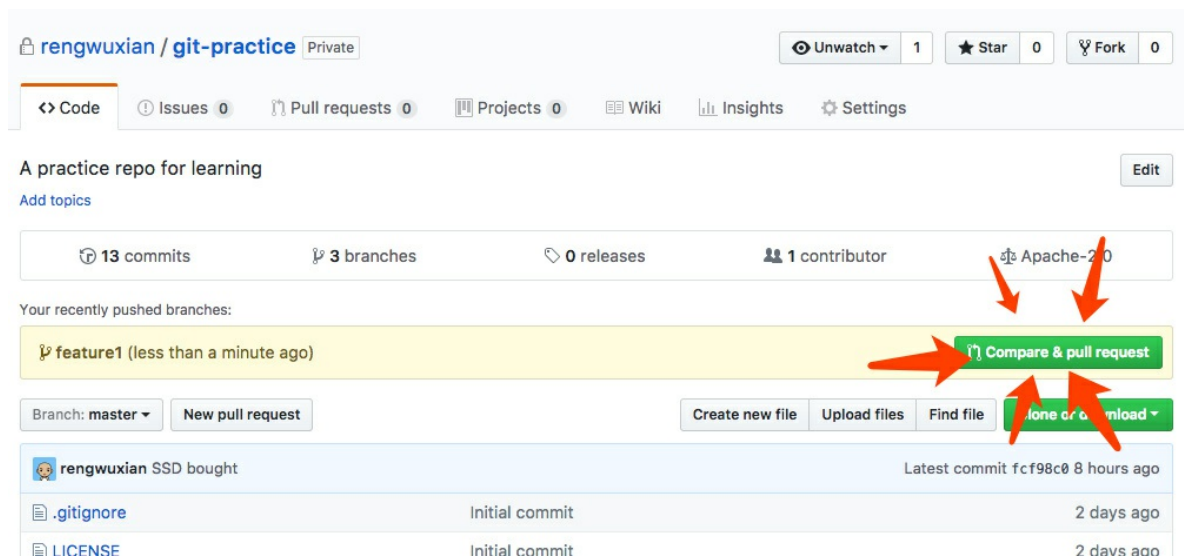 rengwuxian / git-practice Private Unwatch 1 Star 0 Fork 0
Code Issues 0 Pull requests 0 Projects 0 Wiki Insights Settings
A practice repo for learning Edit
Add topics
13 commits 3 branches 0 releases 1 contributor Apache-2.0
Your recently pushed branches:
feature1 (less than a minute ago) Compare & pull request
Branch: master New pull request Create new file Upload files Find file Clone or download
rengwuxian SSD bought Latest commit fcf98c0 8 hours ago
.gitignore Initial commit 2 days ago
LICENSE Initial commit 2 days ago